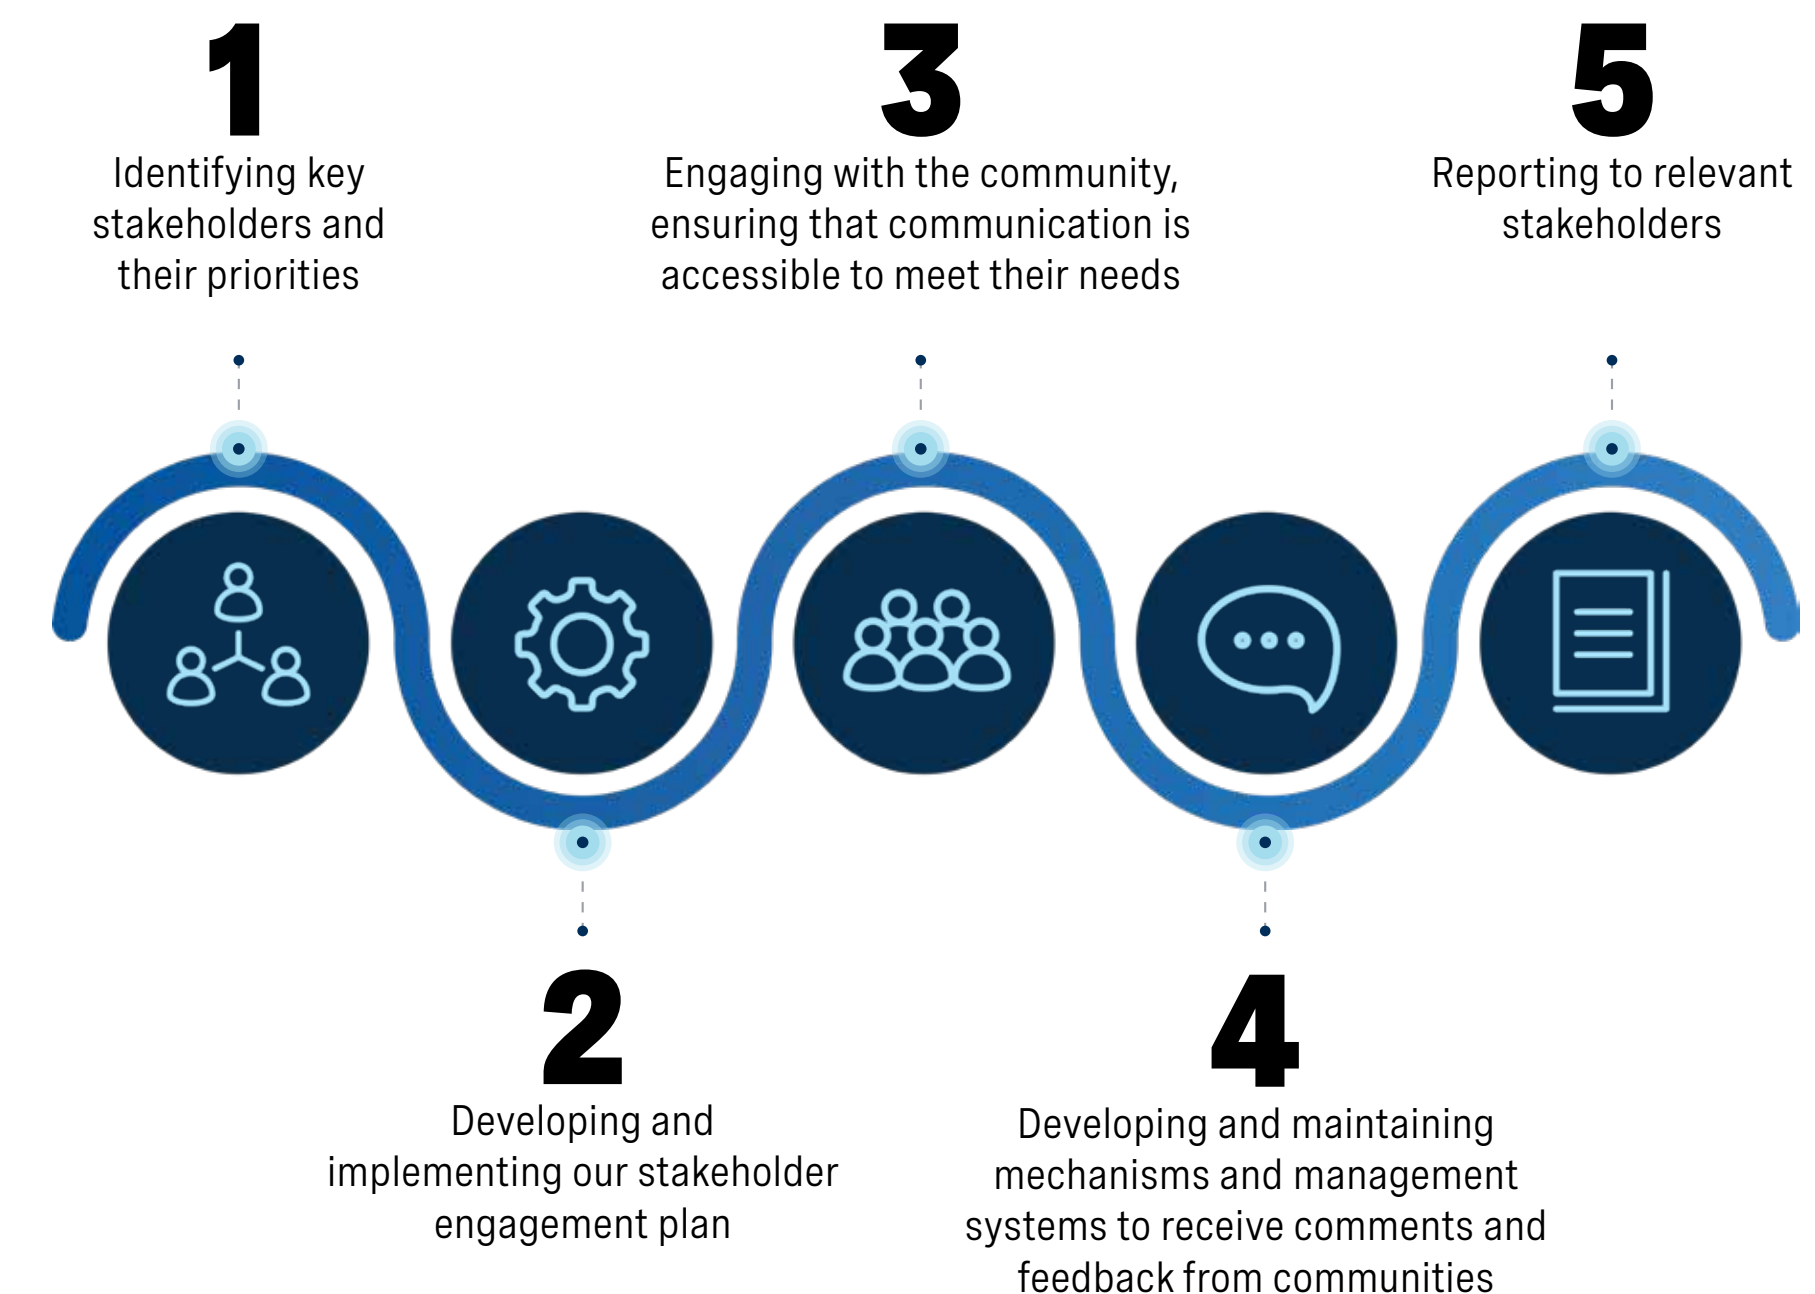 1
Identifying key
stakeholders and
their priorities
2
Developing and
implementing our stakeholder
engagement plan
3
Engaging with the community,
ensuring that communication is
accessible to meet their needs
4
Developing and maintaining
mechanisms and management
systems to receive comments and
feedback from communities
5
Reporting to relevant
stakeholders